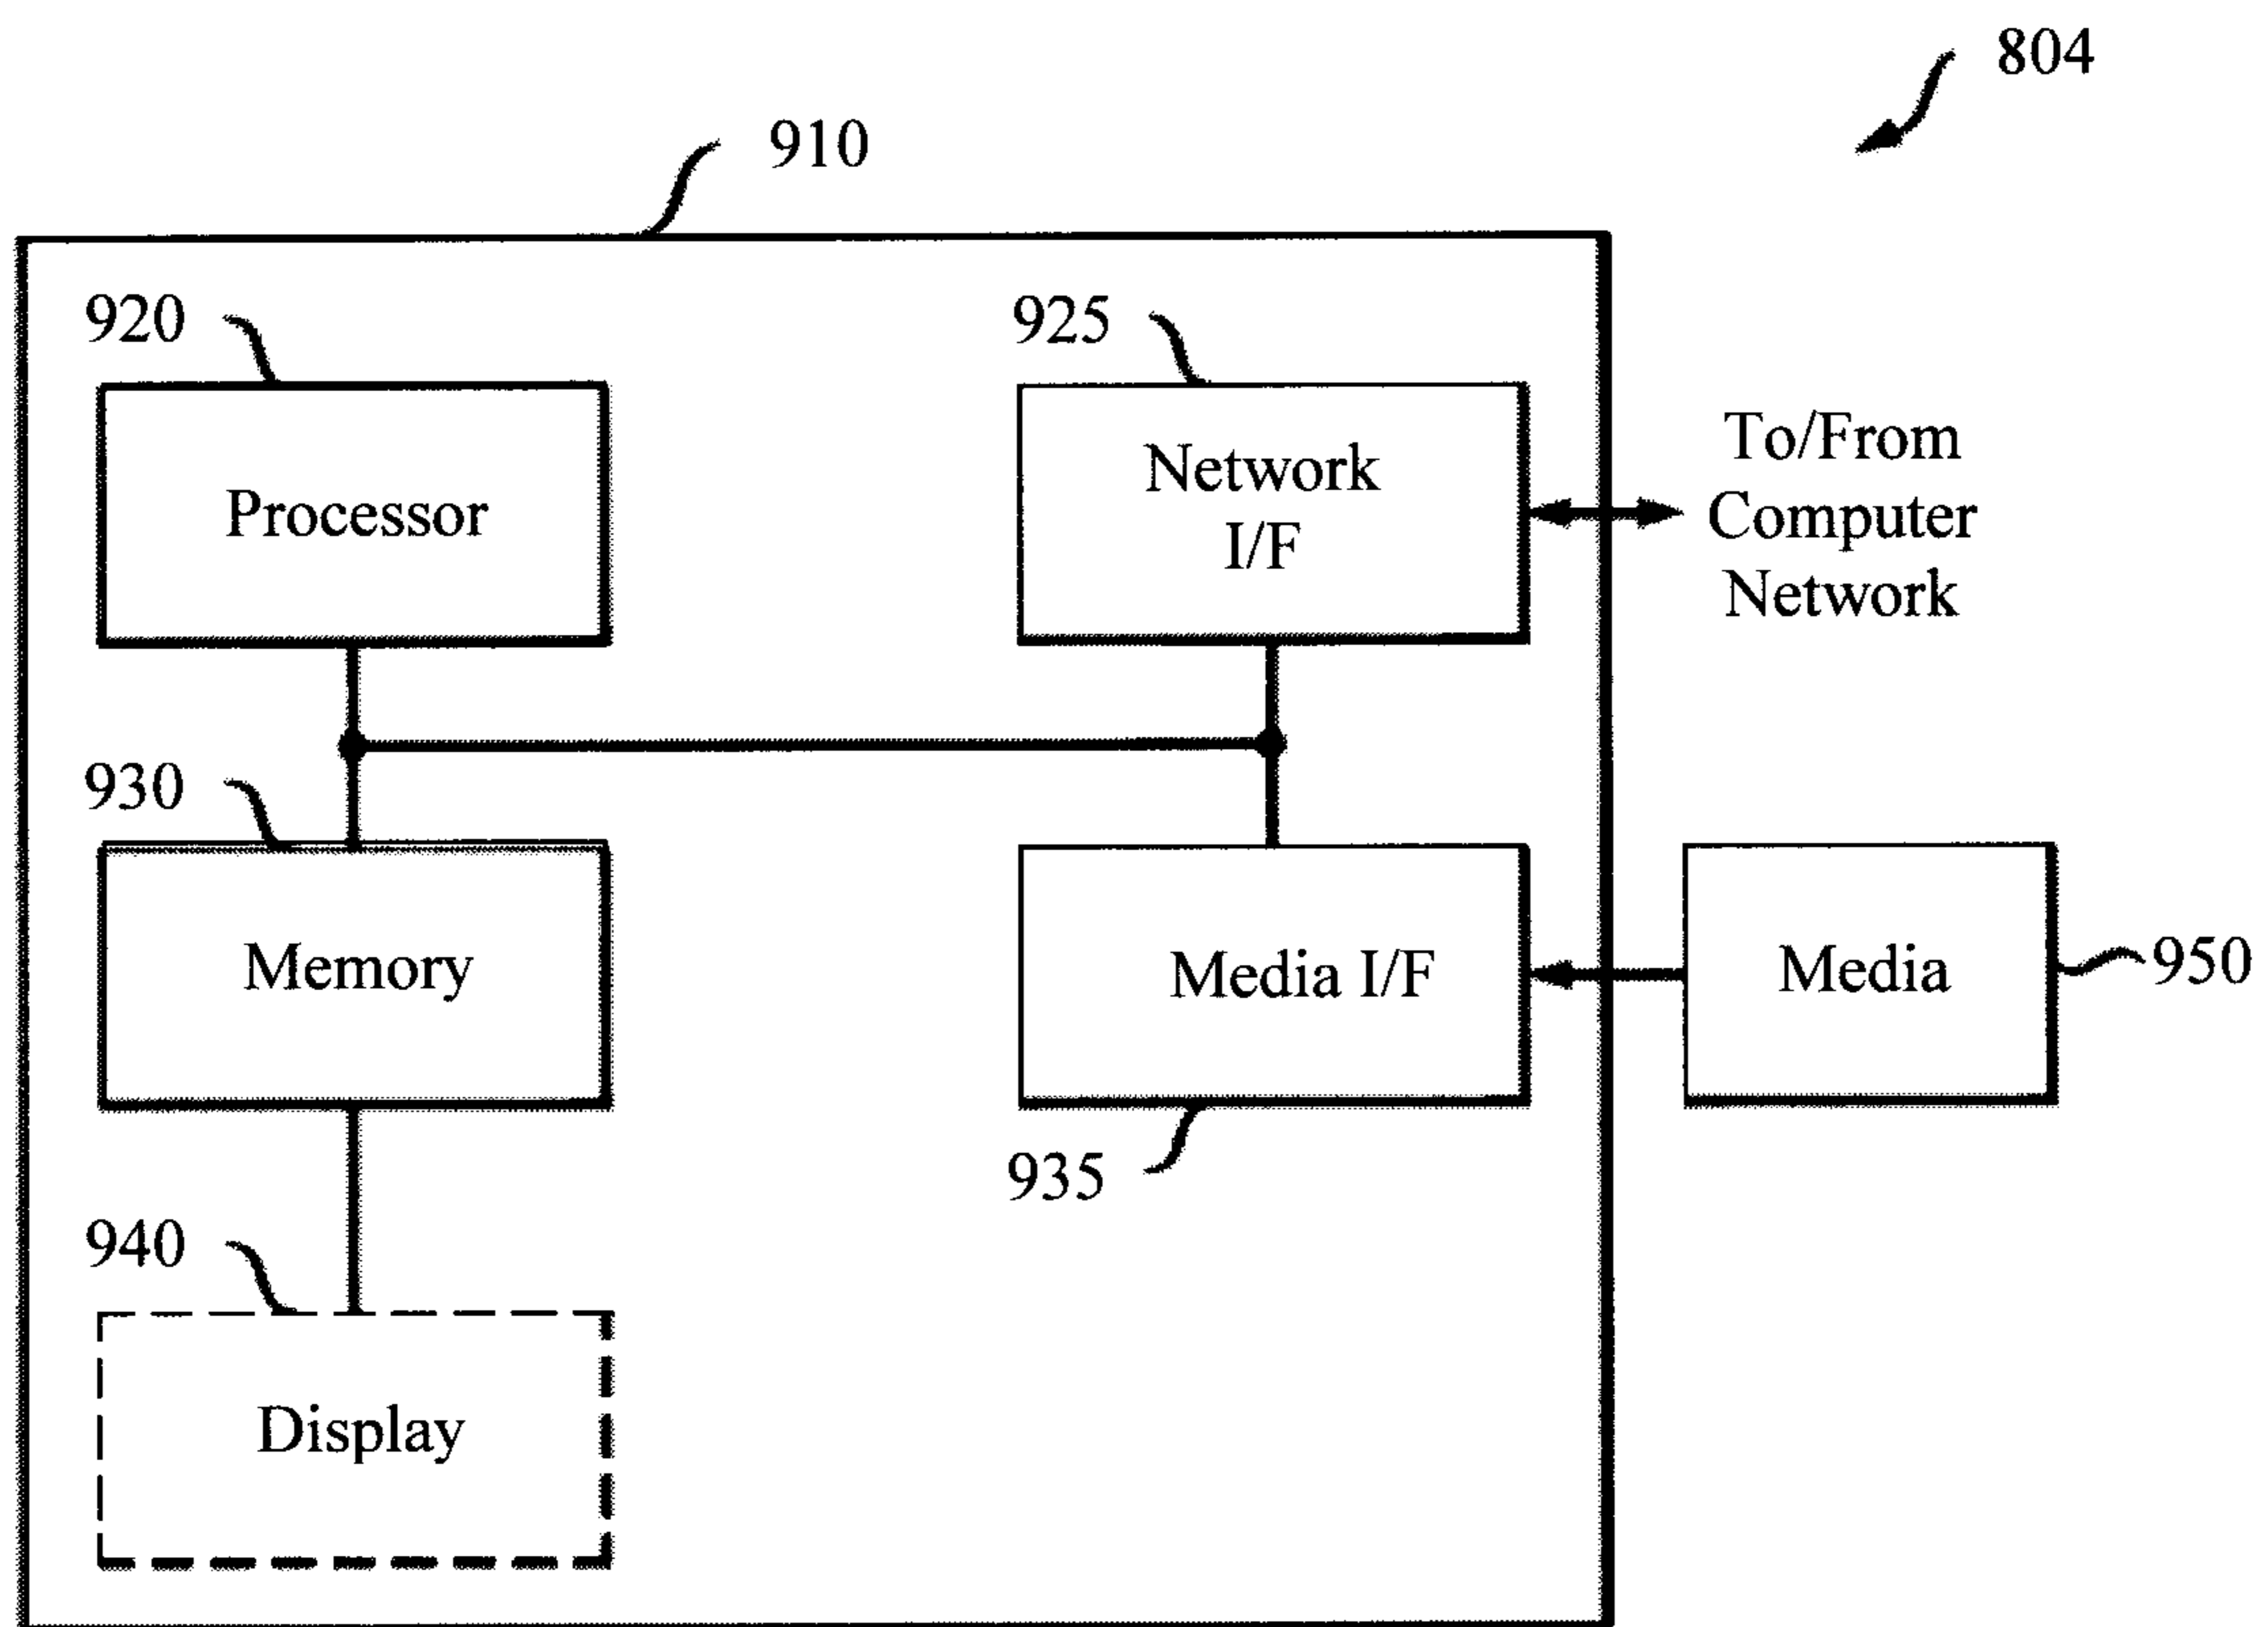 804
910
920
925
Processor
Network
I/F
To/From
Computer
Network
930
Memory
Media I/F
Media
950
935
940
Display